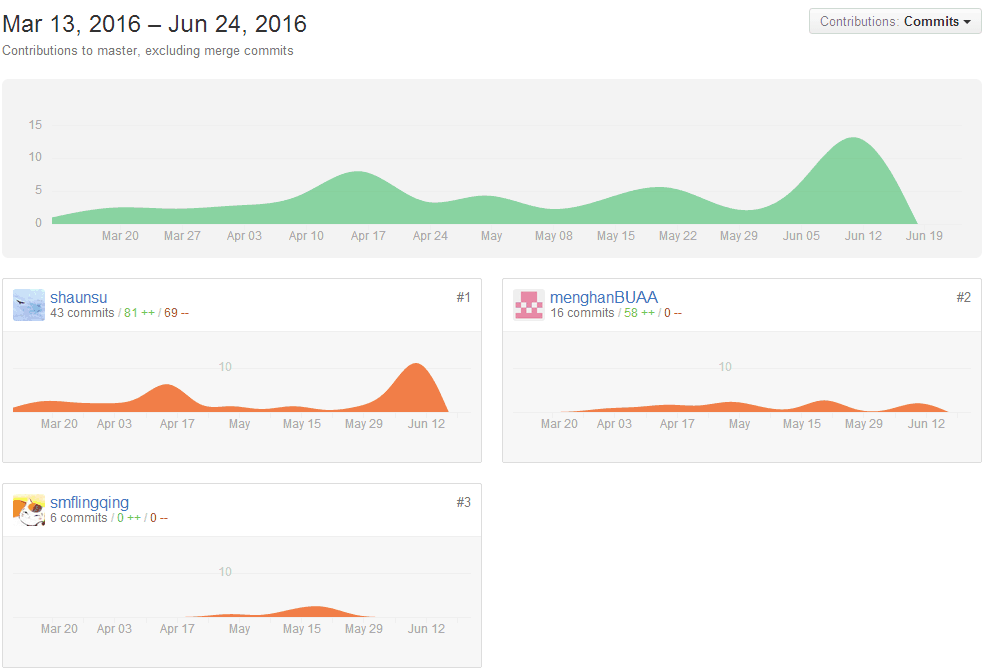 Mar 13, 2016 – Jun 24, 2016
Contributions: Commits
Contributions to master, excluding merge commits
15
10
5
0
Mar 20 Mar 27 Apr 03 Apr 10 Apr 17 Apr 24 May May 08 May 15 May 22 May 29 Jun 05 Jun 12 Jun 19
shaunsu #1
43 commits / 81 ++ / 69 --
10
Mar 20 Apr 03 Apr 17 May May 15 May 29 Jun 12
menghanBUAA #2
16 commits / 58 ++ / 0 --
10
Mar 20 Apr 03 Apr 17 May May 15 May 29 Jun 12
smflingqing #3
6 commits / 0 ++ / 0 --
10
Mar 20 Apr 03 Apr 17 May May 15 May 29 Jun 12